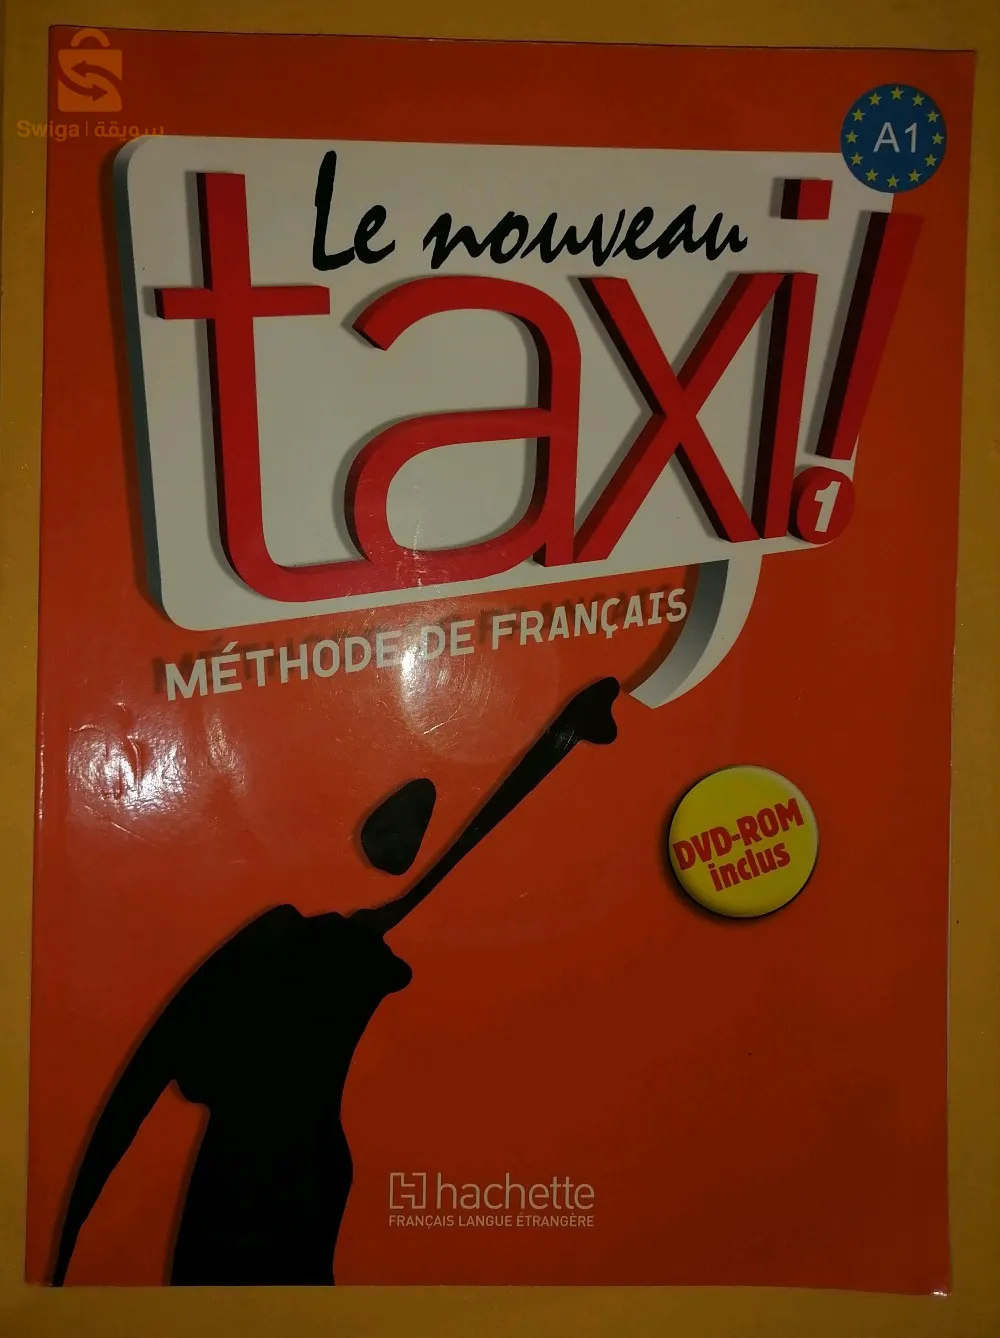 Swiga | سويقة
A1
Le nouveau
taxi!
1
MÉTHODE DE FRANÇAIS
DVD-ROM
inclus
hachette
FRANÇAIS LANGUE ÉTRANGÈRE